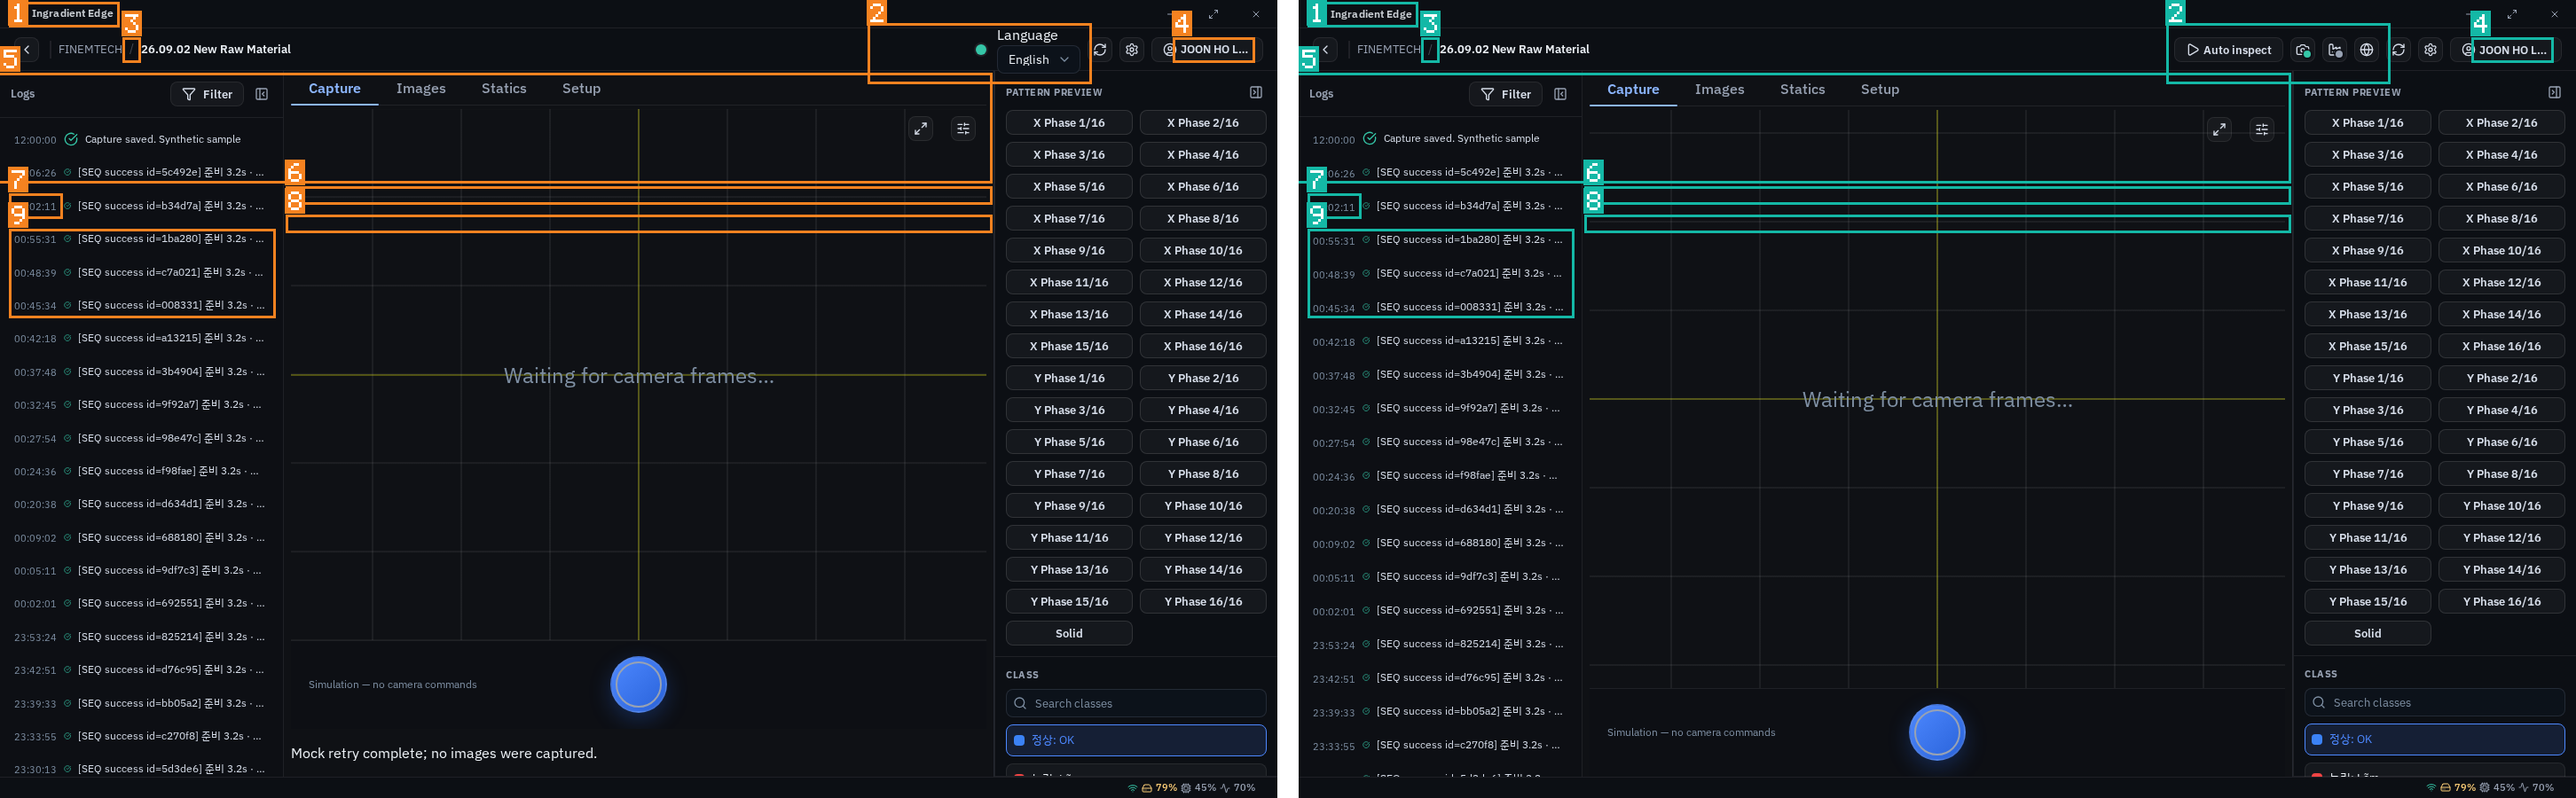 1 Ingradient Edge
FINEMTECH / 26.09.02 New Raw Material
3
2
Language
English
4
JOON HO L...
5
Logs
Filter
Capture Images Statics Setup
12:00:00 Capture saved. Synthetic sample
06:26 [SEQ success id=5c492e] 준비 3.2s · ...
7
02:11 [SEQ success id=b34d7a] 준비 3.2s · ...
9
00:55:31 [SEQ success id=1ba280] 준비 3.2s · ...
00:48:39 [SEQ success id=c7a021] 준비 3.2s · ...
00:45:34 [SEQ success id=008331] 준비 3.2s · ...
00:42:18 [SEQ success id=a13215] 준비 3.2s · ...
00:37:48 [SEQ success id=3b4904] 준비 3.2s · ...
00:32:45 [SEQ success id=9f92a7] 준비 3.2s · ...
00:27:54 [SEQ success id=98e47c] 준비 3.2s · ...
00:24:36 [SEQ success id=f98fae] 준비 3.2s · ...
00:20:38 [SEQ success id=d634d1] 준비 3.2s · ...
00:09:02 [SEQ success id=688180] 준비 3.2s · ...
00:05:11 [SEQ success id=9df7c3] 준비 3.2s · ...
00:02:01 [SEQ success id=692551] 준비 3.2s · ...
23:53:24 [SEQ success id=825214] 준비 3.2s · ...
23:42:51 [SEQ success id=d76c95] 준비 3.2s · ...
23:39:33 [SEQ success id=bb05a2] 준비 3.2s · ...
23:33:55 [SEQ success id=c270f8] 준비 3.2s · ...
23:30:13 [SEQ success id=5d3de6] 준비 3.2s · ...
6
8
Waiting for camera frames...
Simulation — no camera commands
Mock retry complete; no images were captured.
PATTERN PREVIEW
X Phase 1/16 X Phase 2/16
X Phase 3/16 X Phase 4/16
X Phase 5/16 X Phase 6/16
X Phase 7/16 X Phase 8/16
X Phase 9/16 X Phase 10/16
X Phase 11/16 X Phase 12/16
X Phase 13/16 X Phase 14/16
X Phase 15/16 X Phase 16/16
Y Phase 1/16 Y Phase 2/16
Y Phase 3/16 Y Phase 4/16
Y Phase 5/16 Y Phase 6/16
Y Phase 7/16 Y Phase 8/16
Y Phase 9/16 Y Phase 10/16
Y Phase 11/16 Y Phase 12/16
Y Phase 13/16 Y Phase 14/16
Y Phase 15/16 Y Phase 16/16
Solid
CLASS
Search classes
정상: OK
79% 45% 70%
1 Ingradient Edge
FINEMTECH / 26.09.02 New Raw Material
3
2
Auto inspect
4
JOON HO L...
5
Logs
Filter
Capture Images Statics Setup
12:00:00 Capture saved. Synthetic sample
06:26 [SEQ success id=5c492e] 준비 3.2s · ...
7
02:11 [SEQ success id=b34d7a] 준비 3.2s · ...
9
00:55:31 [SEQ success id=1ba280] 준비 3.2s · ...
00:48:39 [SEQ success id=c7a021] 준비 3.2s · ...
00:45:34 [SEQ success id=008331] 준비 3.2s · ...
00:42:18 [SEQ success id=a13215] 준비 3.2s · ...
00:37:48 [SEQ success id=3b4904] 준비 3.2s · ...
00:32:45 [SEQ success id=9f92a7] 준비 3.2s · ...
00:27:54 [SEQ success id=98e47c] 준비 3.2s · ...
00:24:36 [SEQ success id=f98fae] 준비 3.2s · ...
00:20:38 [SEQ success id=d634d1] 준비 3.2s · ...
00:09:02 [SEQ success id=688180] 준비 3.2s · ...
00:05:11 [SEQ success id=9df7c3] 준비 3.2s · ...
00:02:01 [SEQ success id=692551] 준비 3.2s · ...
23:53:24 [SEQ success id=825214] 준비 3.2s · ...
23:42:51 [SEQ success id=d76c95] 준비 3.2s · ...
23:39:33 [SEQ success id=bb05a2] 준비 3.2s · ...
23:33:55 [SEQ success id=c270f8] 준비 3.2s · ...
6
8
Waiting for camera frames...
Simulation — no camera commands
PATTERN PREVIEW
X Phase 1/16 X Phase 2/16
X Phase 3/16 X Phase 4/16
X Phase 5/16 X Phase 6/16
X Phase 7/16 X Phase 8/16
X Phase 9/16 X Phase 10/16
X Phase 11/16 X Phase 12/16
X Phase 13/16 X Phase 14/16
X Phase 15/16 X Phase 16/16
Y Phase 1/16 Y Phase 2/16
Y Phase 3/16 Y Phase 4/16
Y Phase 5/16 Y Phase 6/16
Y Phase 7/16 Y Phase 8/16
Y Phase 9/16 Y Phase 10/16
Y Phase 11/16 Y Phase 12/16
Y Phase 13/16 Y Phase 14/16
Y Phase 15/16 Y Phase 16/16
Solid
CLASS
Search classes
정상: OK
79% 45% 70%